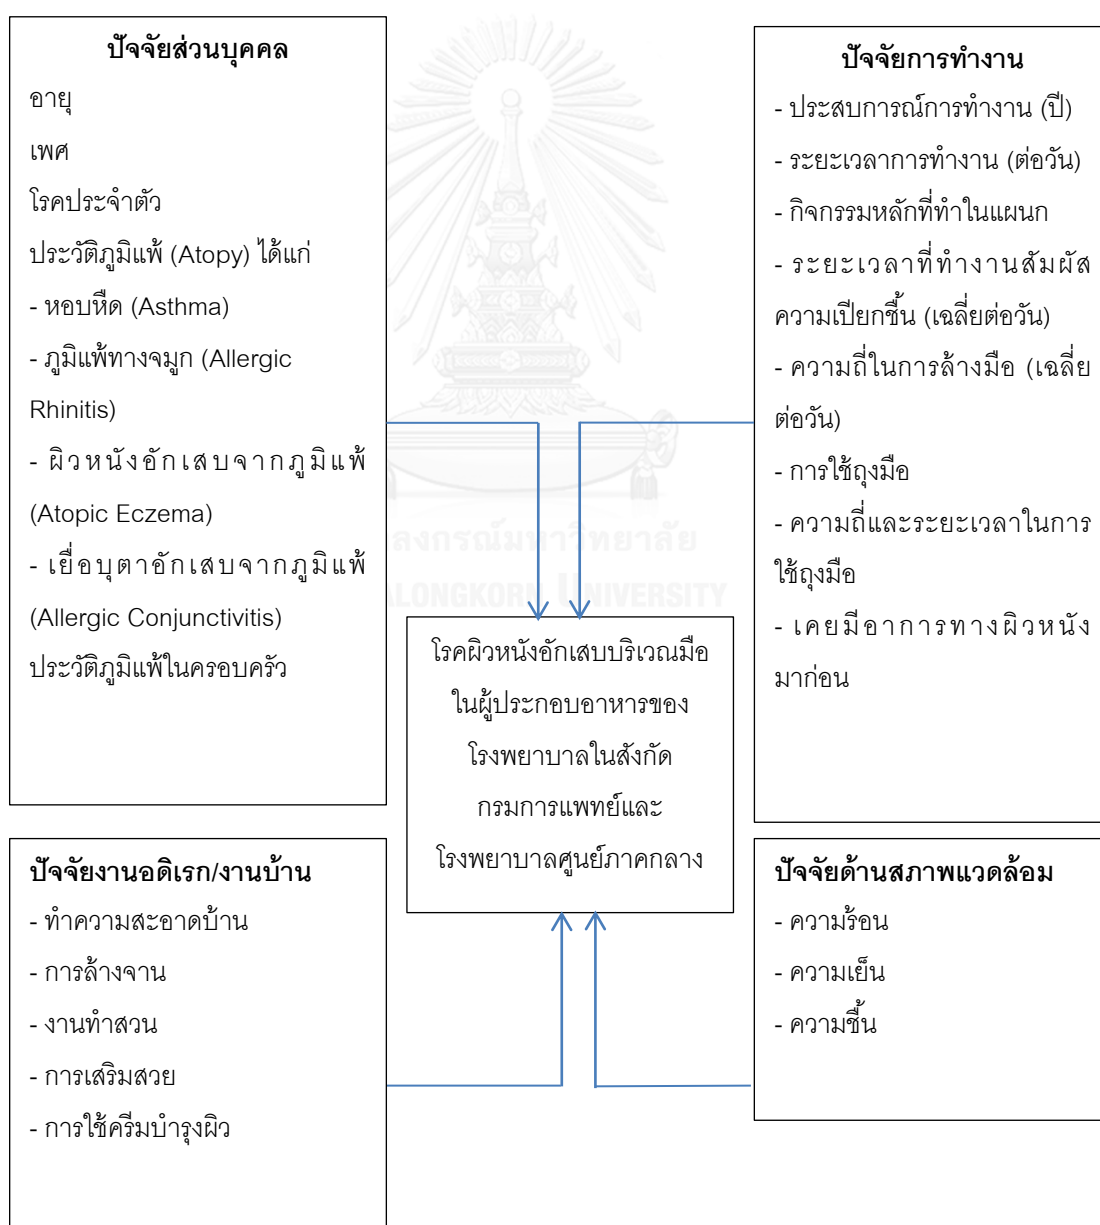 ปัจจัยส่วนบุคคล
อายุ
เพศ
โรคประจำตัว
ประวัติภูมิแพ้ (Atopy) ได้แก่
- หอบหืด (Asthma)
- ภูมิแพ้ทางจมูก (Allergic
Rhinitis)
- ผิวหนังอักเสบจากภูมิแพ้
(Atopic Eczema)
- เยื่อบุตาอักเสบจากภูมิแพ้
(Allergic Conjunctivitis)
ประวัติภูมิแพ้ในครอบครัว
ปัจจัยการทำงาน
- ประสบการณ์การทำงาน (ปี)
- ระยะเวลาการทำงาน (ต่อวัน)
- กิจกรรมหลักที่ทำในแผนก
- ระยะเวลาที่ทำงานสัมผัส
ความเปียกชื้น (เฉลี่ยต่อวัน)
- ความถี่ในการล้างมือ (เฉลี่ย
ต่อวัน)
- การใช้ถุงมือ
- ความถี่และระยะเวลาในการ
ใช้ถุงมือ
- เคยมีอาการทางผิวหนัง
มาก่อน
ลงกรณ์มหาวิทยาลัย
ALONGKORN UNIVERSITY
โรคผิวหนังอักเสบบริเวณมือ
ในผู้ประกอบอาหารของ
โรงพยาบาลในสังกัด
กรมการแพทย์และ
โรงพยาบาลศูนย์ภาคกลาง
ปัจจัยงานอดิเรก/งานบ้าน
- ทำความสะอาดบ้าน
- การล้างจาน
- งานทำสวน
- การเสริมสวย
- การใช้ครีมบำรุงผิว
ปัจจัยด้านสภาพแวดล้อม
- ความร้อน
- ความเย็น
- ความชื้น